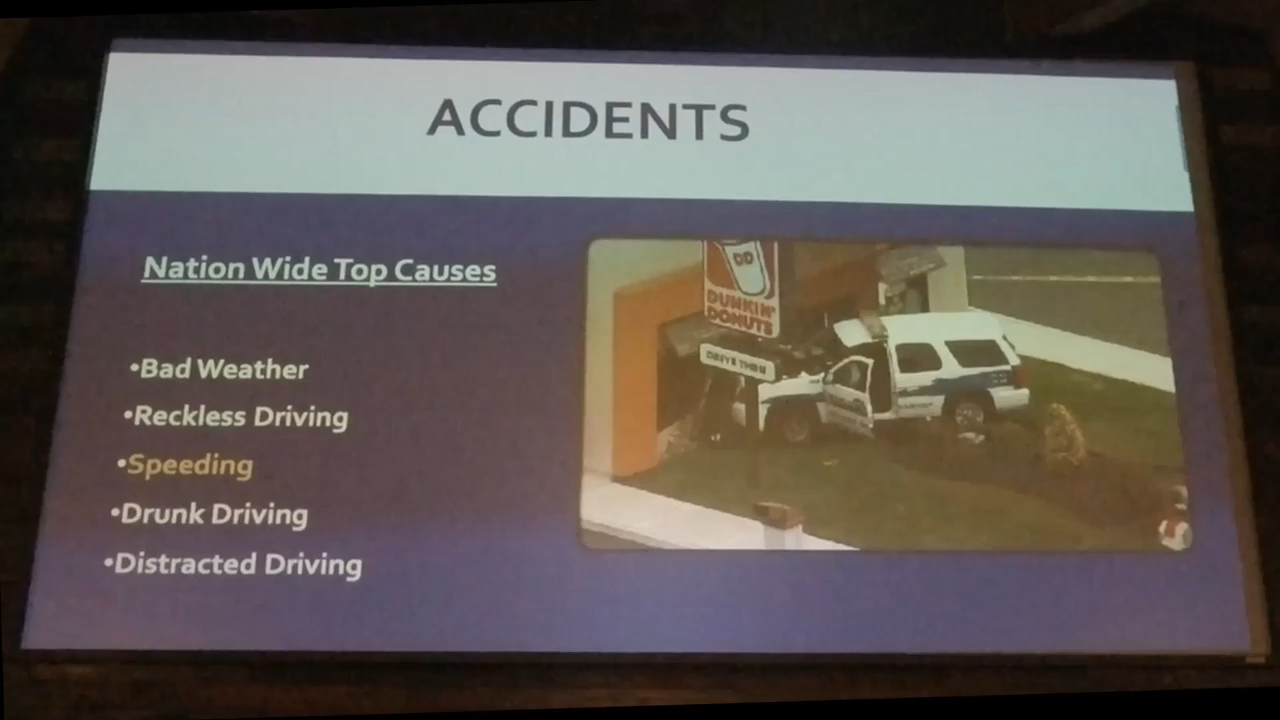 ACCIDENTS
Nation Wide Top Causes
•Bad Weather
•Reckless Driving
•Speeding
•Drunk Driving
•Distracted Driving
DD
DUNKIN'
DONUTS
DRIVE THRU